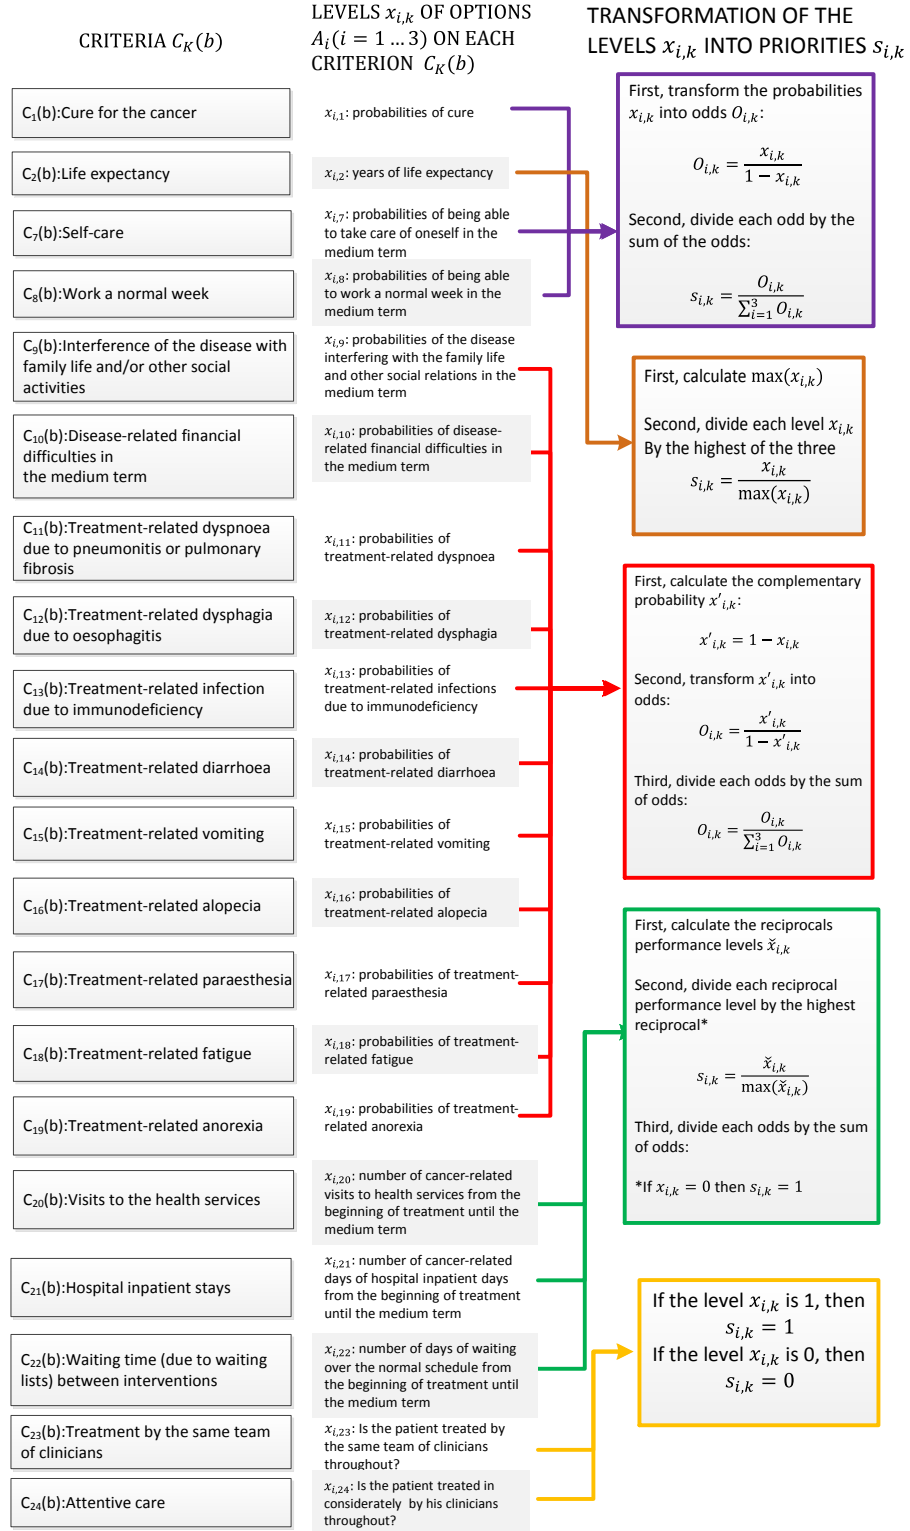 CRITERIA C_K(b)
LEVELS x_{i,k} OF OPTIONS
A_i(i = 1 … 3) ON EACH
CRITERION C_K(b)
TRANSFORMATION OF THE
LEVELS x_{i,k} INTO PRIORITIES s_{i,k}
C₁(b):Cure for the cancer
C₂(b):Life expectancy
C₇(b):Self-care
C₈(b):Work a normal week
C₉(b):Interference of the disease with
family life and/or other social
activities
C₁₀(b):Disease-related financial
difficulties in
the medium term
C₁₁(b):Treatment-related dyspnoea
due to pneumonitis or pulmonary
fibrosis
C₁₂(b):Treatment-related dysphagia
due to oesophagitis
C₁₃(b):Treatment-related infection
due to immunodeficiency
C₁₄(b):Treatment-related diarrhoea
C₁₅(b):Treatment-related vomiting
C₁₆(b):Treatment-related alopecia
C₁₇(b):Treatment-related paraesthesia
C₁₈(b):Treatment-related fatigue
C₁₉(b):Treatment-related anorexia
C₂₀(b):Visits to the health services
C₂₁(b):Hospital inpatient stays
C₂₂(b):Waiting time (due to waiting
lists) between interventions
C₂₃(b):Treatment by the same team
of clinicians
C₂₄(b):Attentive care
x_{i,1}: probabilities of cure
x_{i,2}: years of life expectancy
x_{i,7}: probabilities of being able
to take care of oneself in the
medium term
x_{i,8}: probabilities of being able
to work a normal week in the
medium term
x_{i,9}: probabilities of the disease
interfering with the family life
and other social relations in the
medium term
x_{i,10}: probabilities of disease-
related financial difficulties in
the medium term
x_{i,11}: probabilities of
treatment-related dyspnoea
x_{i,12}: probabilities of
treatment-related dysphagia
x_{i,13}: probabilities of
treatment-related infections
due to immunodeficiency
x_{i,14}: probabilities of
treatment-related diarrhoea
x_{i,15}: probabilities of
treatment-related vomiting
x_{i,16}: probabilities of
treatment-related alopecia
x_{i,17}: probabilities of treatment-
related paraesthesia
x_{i,18}: probabilities of treatment-
related fatigue
x_{i,19}: probabilities of treatment-
related anorexia
x_{i,20}: number of cancer-related
visits to health services from the
beginning of treatment until the
medium term
x_{i,21}: number of cancer-related
days of hospital inpatient days
from the beginning of treatment
until the medium term
x_{i,22}: number of days of waiting
over the normal schedule from
the beginning of treatment until
the medium term
x_{i,23}: Is the patient treated by
the same team of clinicians
throughout?
x_{i,24}: Is the patient treated in
considerately by his clinicians
throughout?
First, transform the probabilities
x_{i,k} into odds O_{i,k}:
O_{i,k} = x_{i,k} / (1 − x_{i,k})
Second, divide each odd by the
sum of the odds:
s_{i,k} = O_{i,k} / ∑_{i=1}^{3} O_{i,k}
First, calculate max(x_{i,k})
Second, divide each level x_{i,k}
By the highest of the three
s_{i,k} = x_{i,k} / max(x_{i,k})
First, calculate the complementary
probability x'_{i,k}:
x'_{i,k} = 1 − x_{i,k}
Second, transform x'_{i,k} into
odds:
O_{i,k} = x'_{i,k} / (1 − x'_{i,k})
Third, divide each odds by the sum
of odds:
O_{i,k} = O_{i,k} / ∑_{i=1}^{3} O_{i,k}
First, calculate the reciprocals
performance levels x̌_{i,k}
Second, divide each reciprocal
performance level by the highest
reciprocal*
s_{i,k} = x̌_{i,k} / max(x̌_{i,k})
Third, divide each odds by the sum
of odds:
*If x_{i,k} = 0 then s_{i,k} = 1
If the level x_{i,k} is 1, then
s_{i,k} = 1
If the level x_{i,k} is 0, then
s_{i,k} = 0